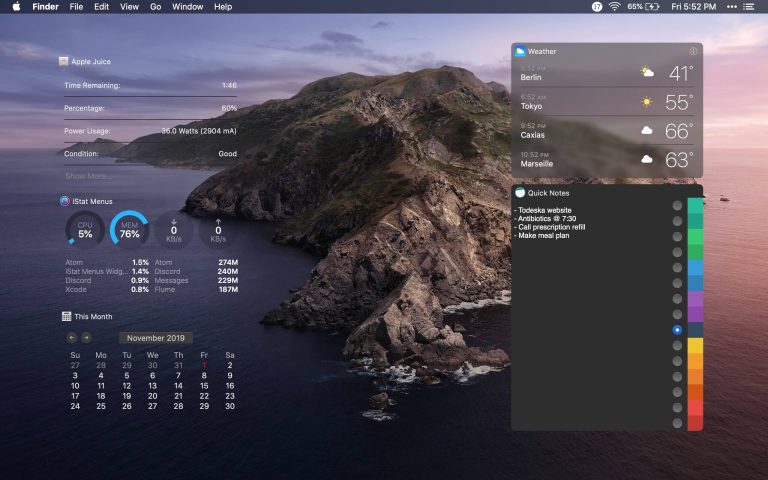 Finder File Edit View Go Window Help
17 65% Fri 5:52 PM
Apple Juice
Time Remaining: 1:46
Percentage: 60%
Power Usage: 36.0 Watts (2904 mA)
Condition: Good
Show More...
iStat Menus
CPU 5%
MEM 76%
0 KB/s
0 KB/s
Atom 1.5% Atom 274M
iStat Menus Widg... 1.4% Discord 240M
Discord 0.9% Messages 229M
Xcode 0.8% Flume 187M
This Month
November 2019
Su Mo Tu We Th Fr Sa
27 28 29 30 31 1 2
3 4 5 6 7 8 9
10 11 12 13 14 15 16
17 18 19 20 21 22 23
24 25 26 27 28 29 30
Weather
5:52 PM
Berlin 41°
6:52 AM
Tokyo 55°
9:52 PM
Caxias 66°
10:52 PM
Marseille 63°
Quick Notes
- Todeska website
- Antibiotics @ 7:30
- Call prescription refill
- Make meal plan